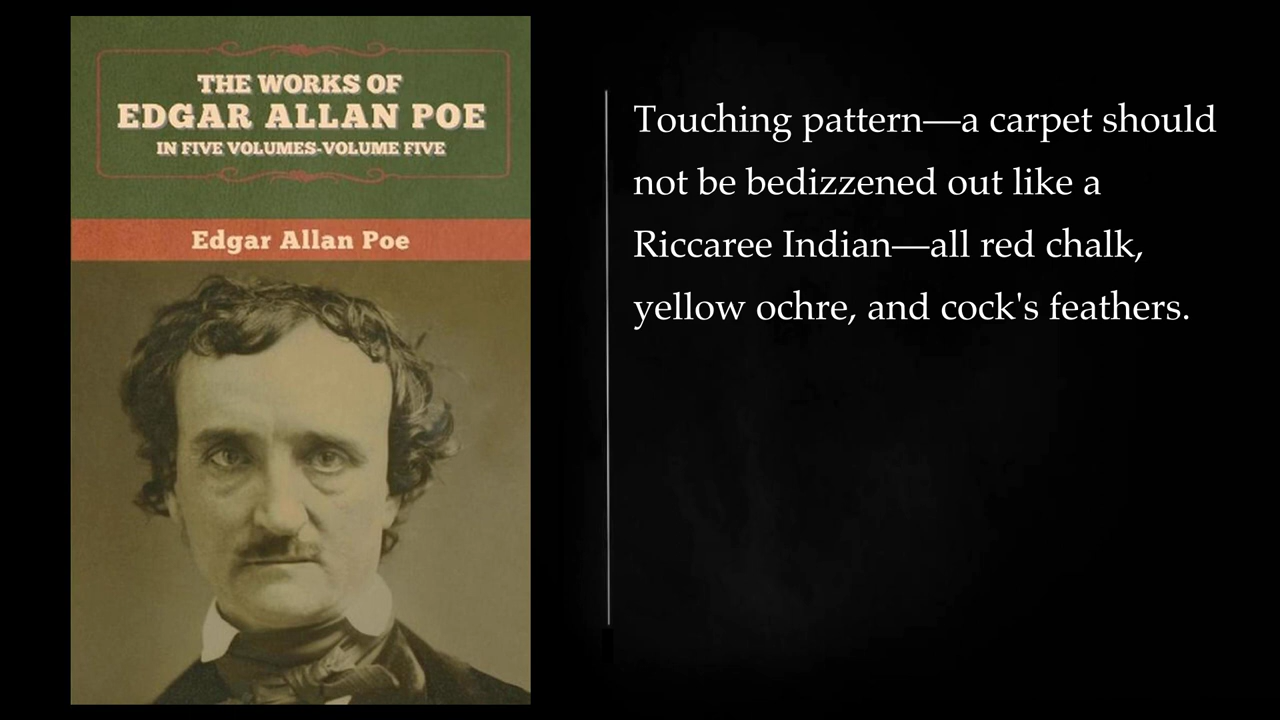 THE WORKS OF
EDGAR ALLAN POE
IN FIVE VOLUMES-VOLUME FIVE
Edgar Allan Poe
Touching pattern—a carpet should
not be bedizzened out like a
Riccaree Indian—all red chalk,
yellow ochre, and cock's feathers.